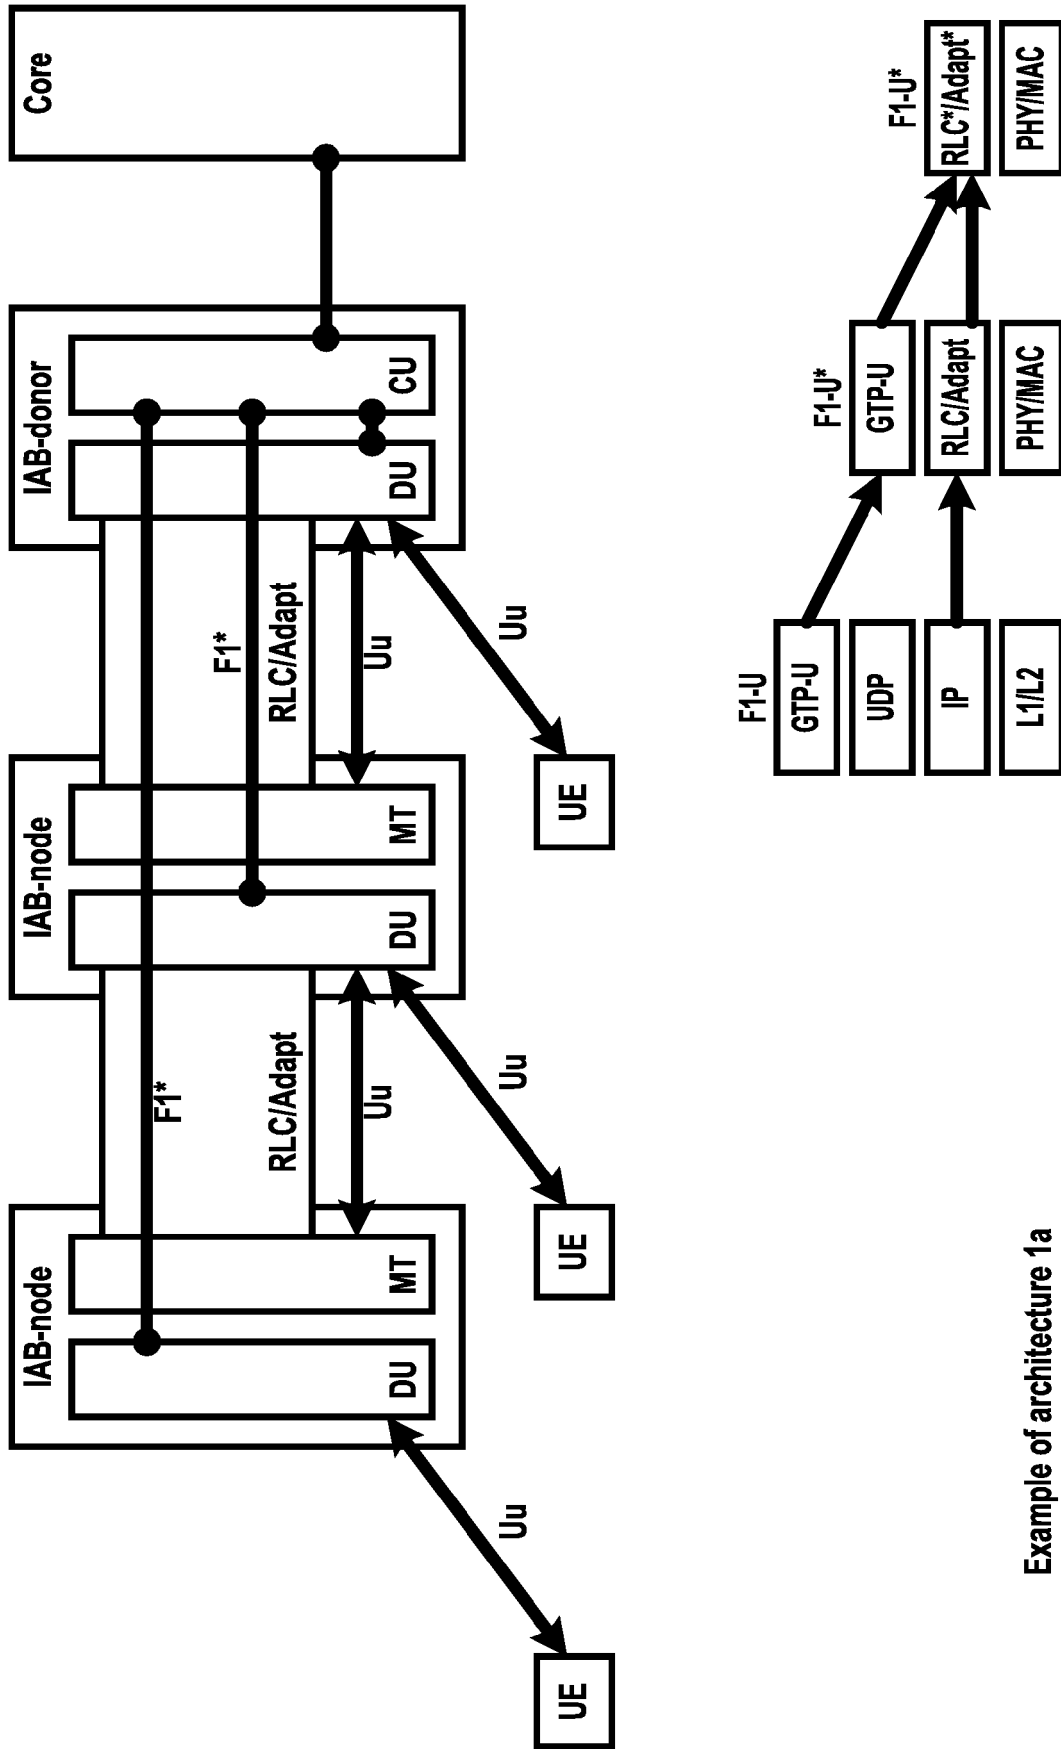 IAB-node
IAB-node
IAB-donor
Core
F1*
F1*
RLC/Adapt
RLC/Adapt
DU
MT
DU
MT
DU
CU
Uu
Uu
Uu
Uu
Uu
UE
UE
UE
F1-U
GTP-U
UDP
IP
L1/L2
F1-U*
GTP-U
RLC/Adapt
PHY/MAC
F1-U*
RLC*/Adapt*
PHY/MAC
Example of architecture 1a